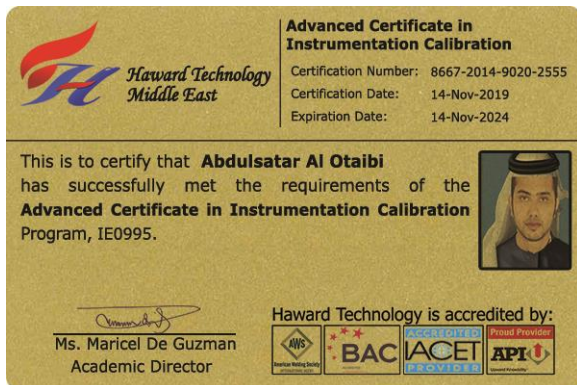 Haward Technology
Middle East
Advanced Certificate in
Instrumentation Calibration
Certification Number: 8667-2014-9020-2555
Certification Date: 14-Nov-2019
Expiration Date: 14-Nov-2024
This is to certify that Abdulsatar Al Otaibi
has successfully met the requirements of the
Advanced Certificate in Instrumentation Calibration
Program, IE0995.
Ms. Maricel De Guzman
Academic Director
Haward Technology is accredited by:
AWS
American Welding Society
BAC
ACCREDITED
IACET
PROVIDER
Proud Provider
API